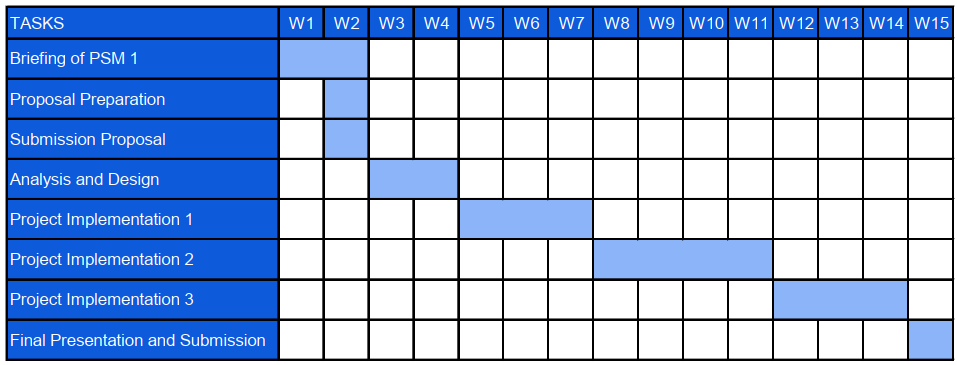 TASKS W1 W2 W3 W4 W5 W6 W7 W8 W9 W10 W11 W12 W13 W14 W15
Briefing of PSM 1
Proposal Preparation
Submission Proposal
Analysis and Design
Project Implementation 1
Project Implementation 2
Project Implementation 3
Final Presentation and Submission